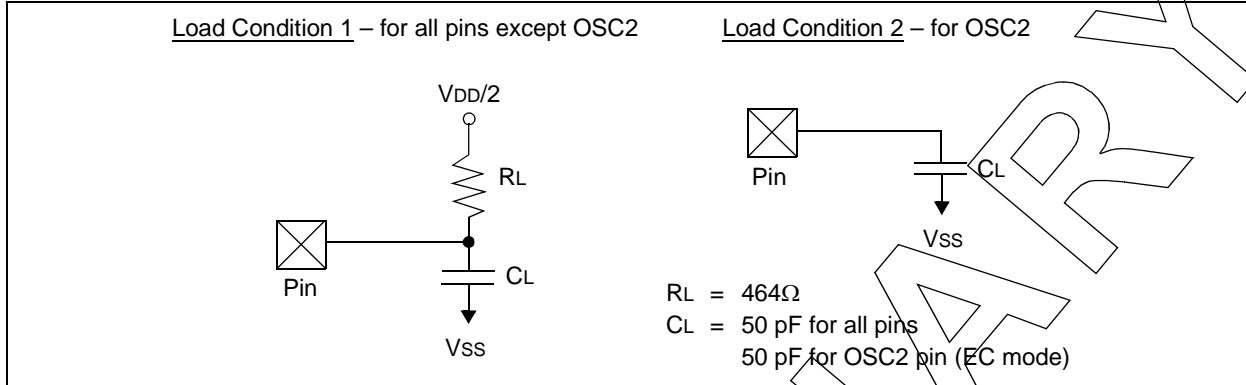 Load Condition 1 – for all pins except OSC2
Load Condition 2 – for OSC2
VDD/2
RL
Pin
CL
VSS
Pin
CL
VSS
RL = 464Ω
CL = 50 pF for all pins
50 pF for OSC2 pin (EC mode)
A R Y